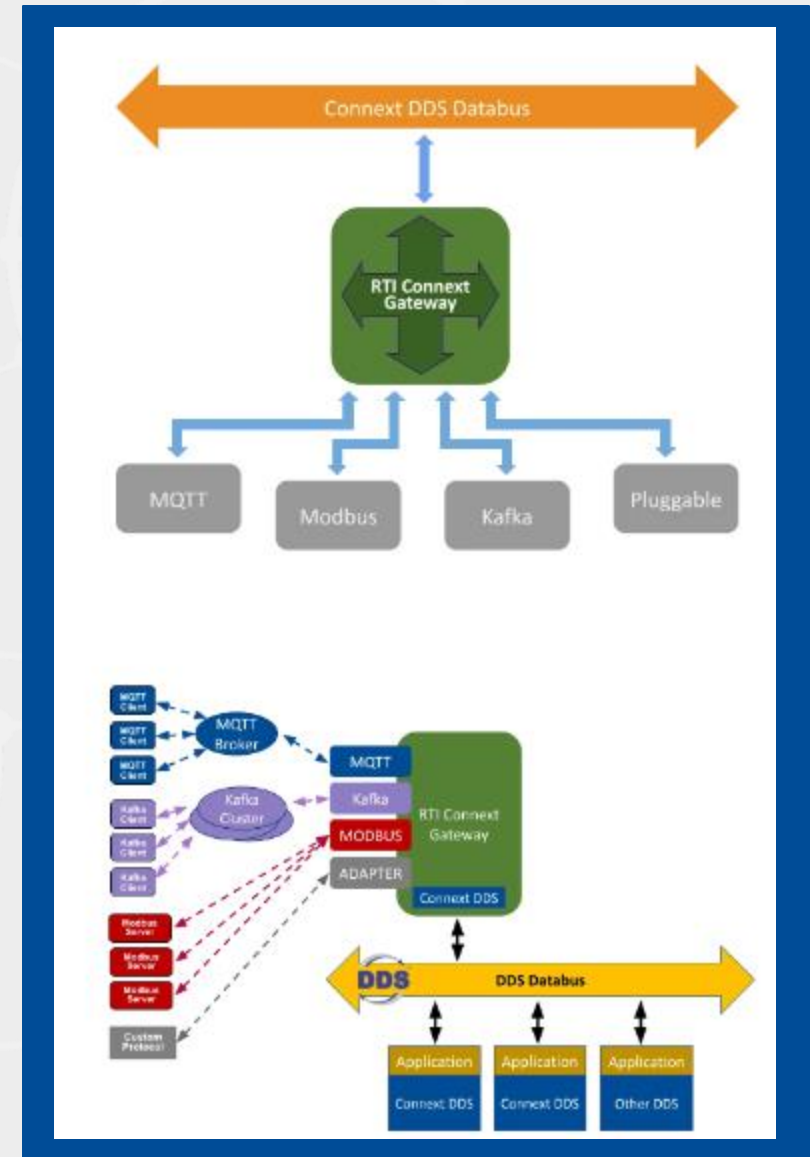 Connext DDS Databus
RTI Connext
Gateway
MQTT
Modbus
Kafka
Pluggable
MQTT
Client
MQTT
Client
MQTT
Client
MQTT
Broker
Kafka
Client
Kafka
Client
Kafka
Client
Kafka
Cluster
Modbus
Server
Modbus
Server
Modbus
Server
Custom
Protocol
MQTT
Kafka
MODBUS
ADAPTER
RTI Connext
Gateway
Connext DDS
DDS
DDS Databus
Application
Connext DDS
Application
Connext DDS
Application
Other DDS